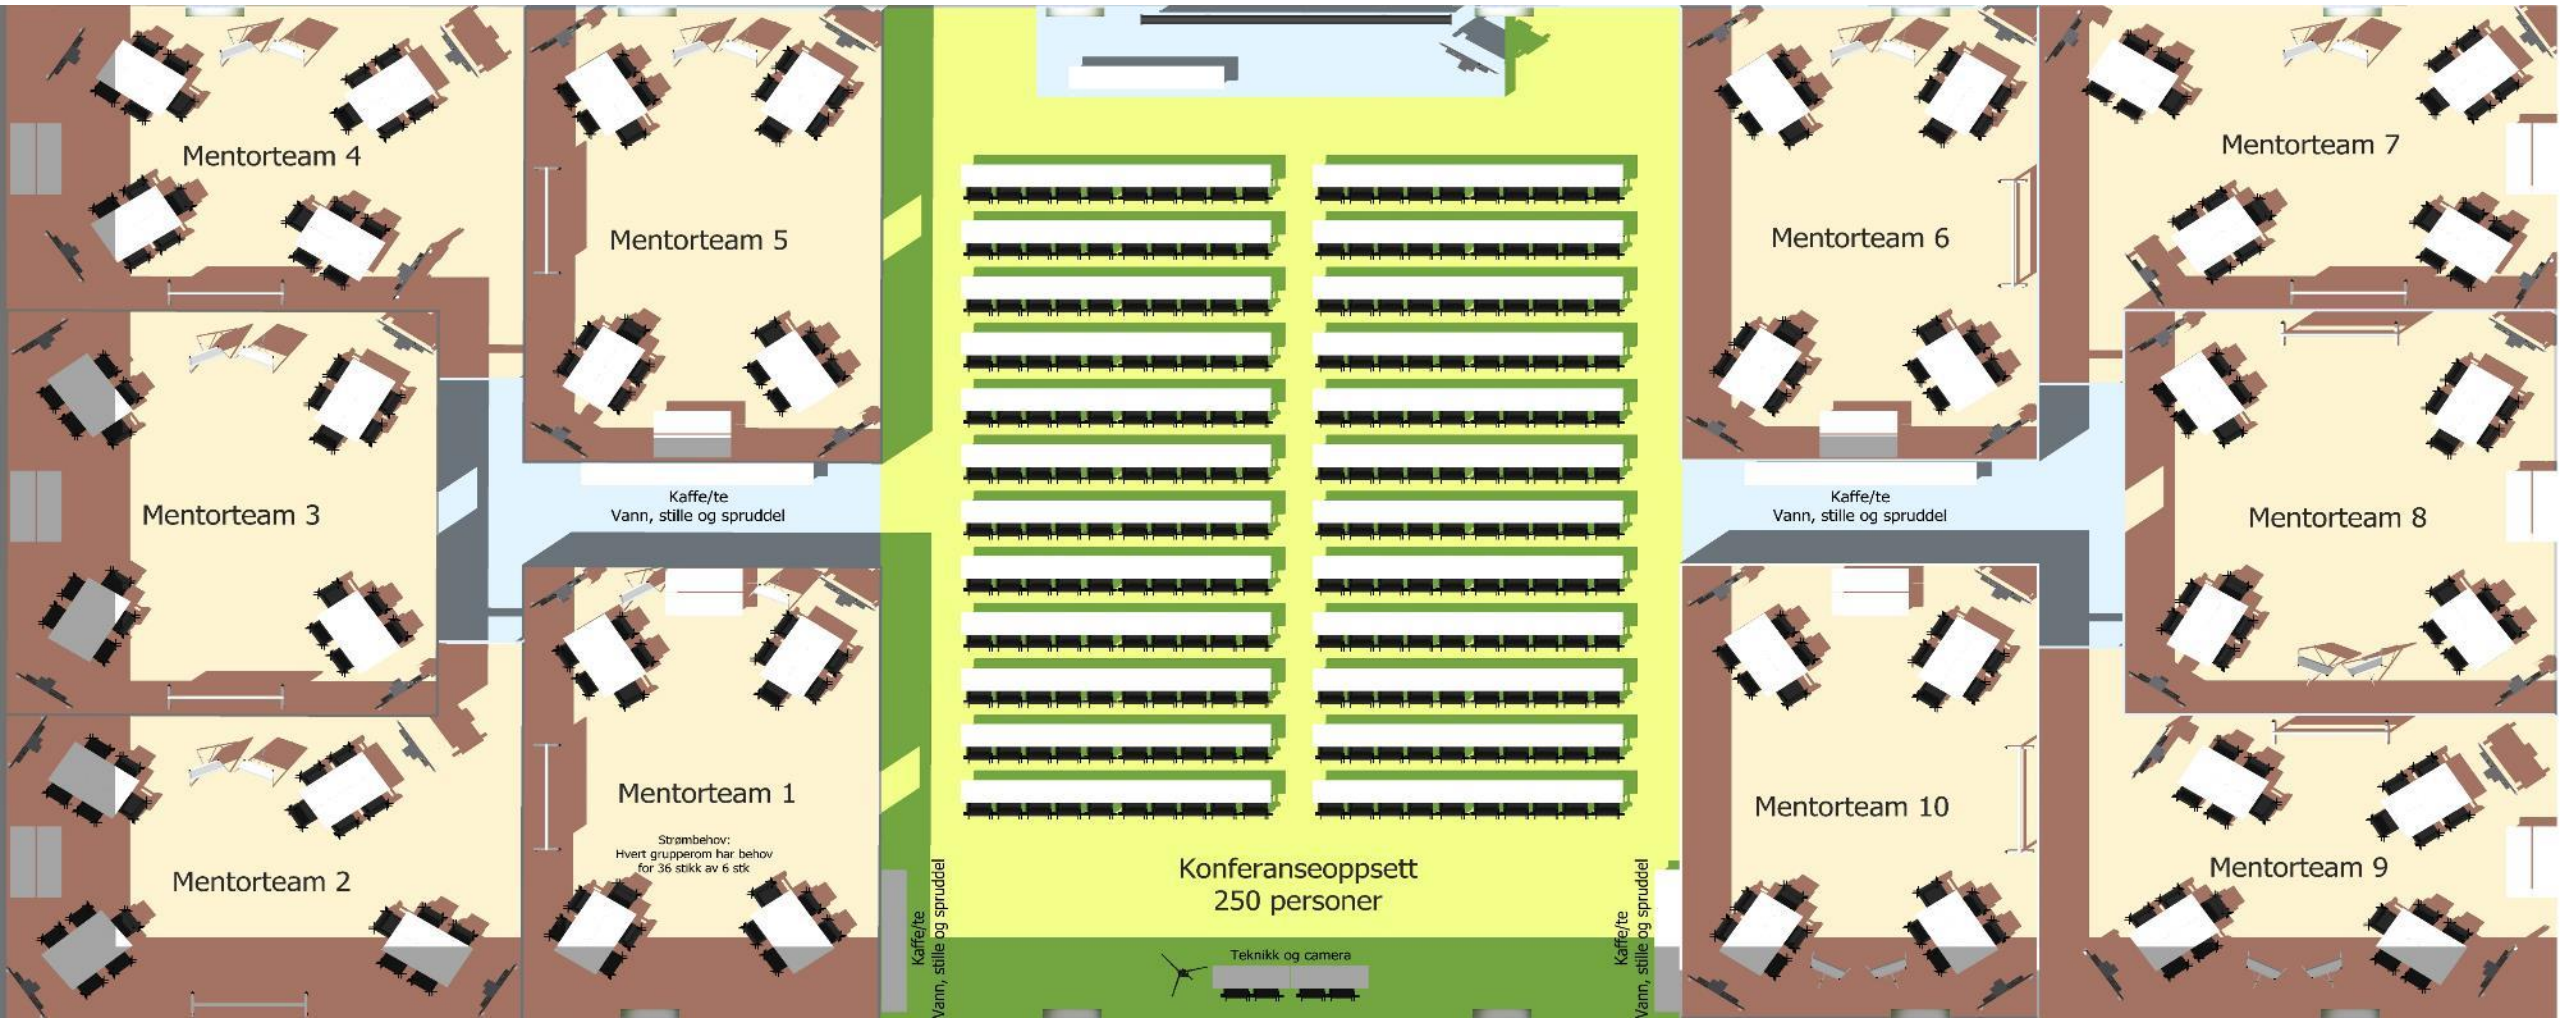 Mentorteam 4
Mentorteam 5
Mentorteam 6
Mentorteam 7
Mentorteam 3
Kaffe/te
Vann, stille og spruddel
Kaffe/te
Vann, stille og spruddel
Mentorteam 8
Mentorteam 2
Mentorteam 1
Strømbehov:
Hvert grupperom har behov
for 36 stikk av 6 stk
Kaffe/te
Vann, stille og spruddel
Konferanseoppsett
250 personer
Teknikk og camera
Kaffe/te
Vann, stille og spruddel
Mentorteam 10
Mentorteam 9